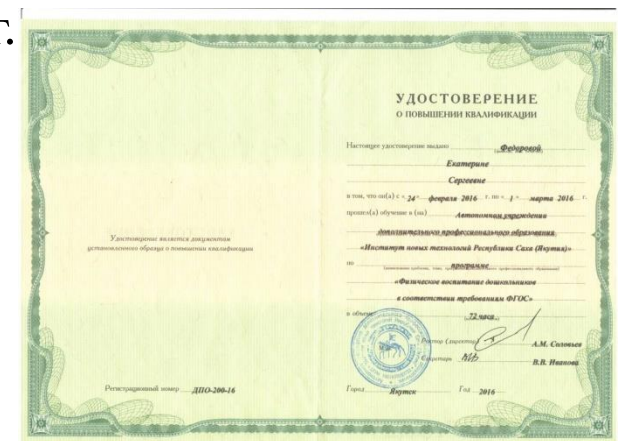 г.
Удостоверение является документом
установленного образца о повышении квалификации
Регистрационный номер ДПО-200-16
УДОСТОВЕРЕНИЕ
О ПОВЫШЕНИИ КВАЛИФИКАЦИИ
Настоящее удостоверение выдано Федоровой
Екатерине
Сергеевне
в том, что он(а) с «24» февраля 2016 г. по «1» марта 2016 г.
прошел(а) обучение в (на) Автономном учреждении
дополнительного профессионального образования
«Институт новых технологий Республики Саха (Якутия)»
по программе
«Физическое воспитание дошкольников
в соответствии требованиям ФГОС»
в объеме 72 часа
Ректор (директор) А.М. Соловьев
Секретарь В.В. Иванова
Город Якутск Год 2016